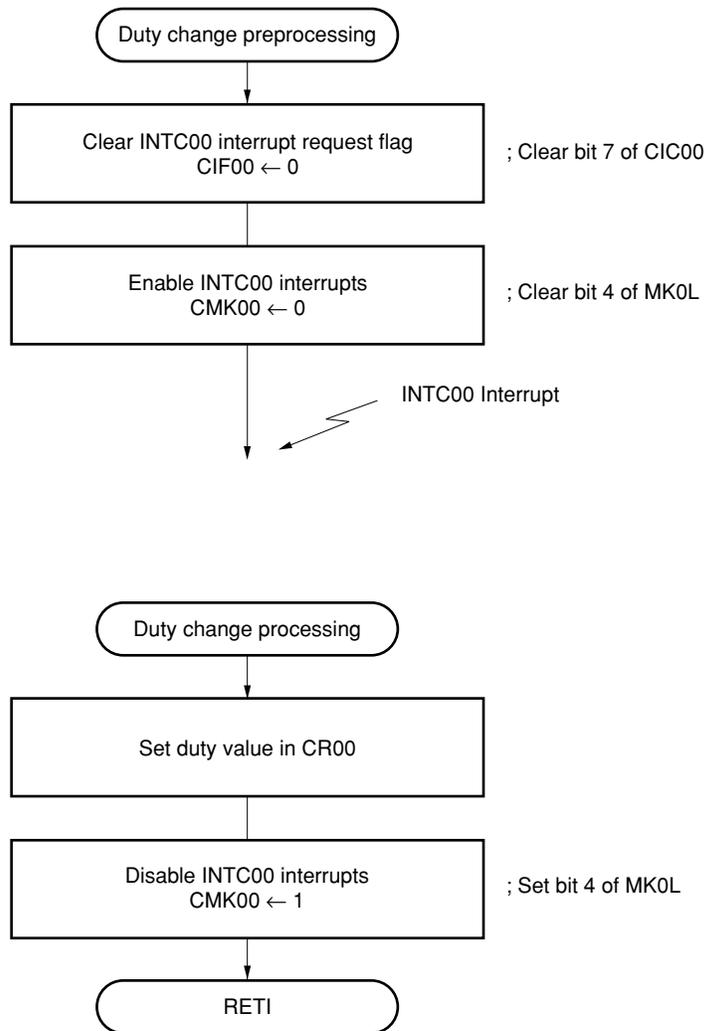 Duty change preprocessing
Clear INTC00 interrupt request flag
CIF00 ← 0
; Clear bit 7 of CIC00
Enable INTC00 interrupts
CMK00 ← 0
; Clear bit 4 of MK0L
INTC00 Interrupt
Duty change processing
Set duty value in CR00
Disable INTC00 interrupts
CMK00 ← 1
; Set bit 4 of MK0L
RETI